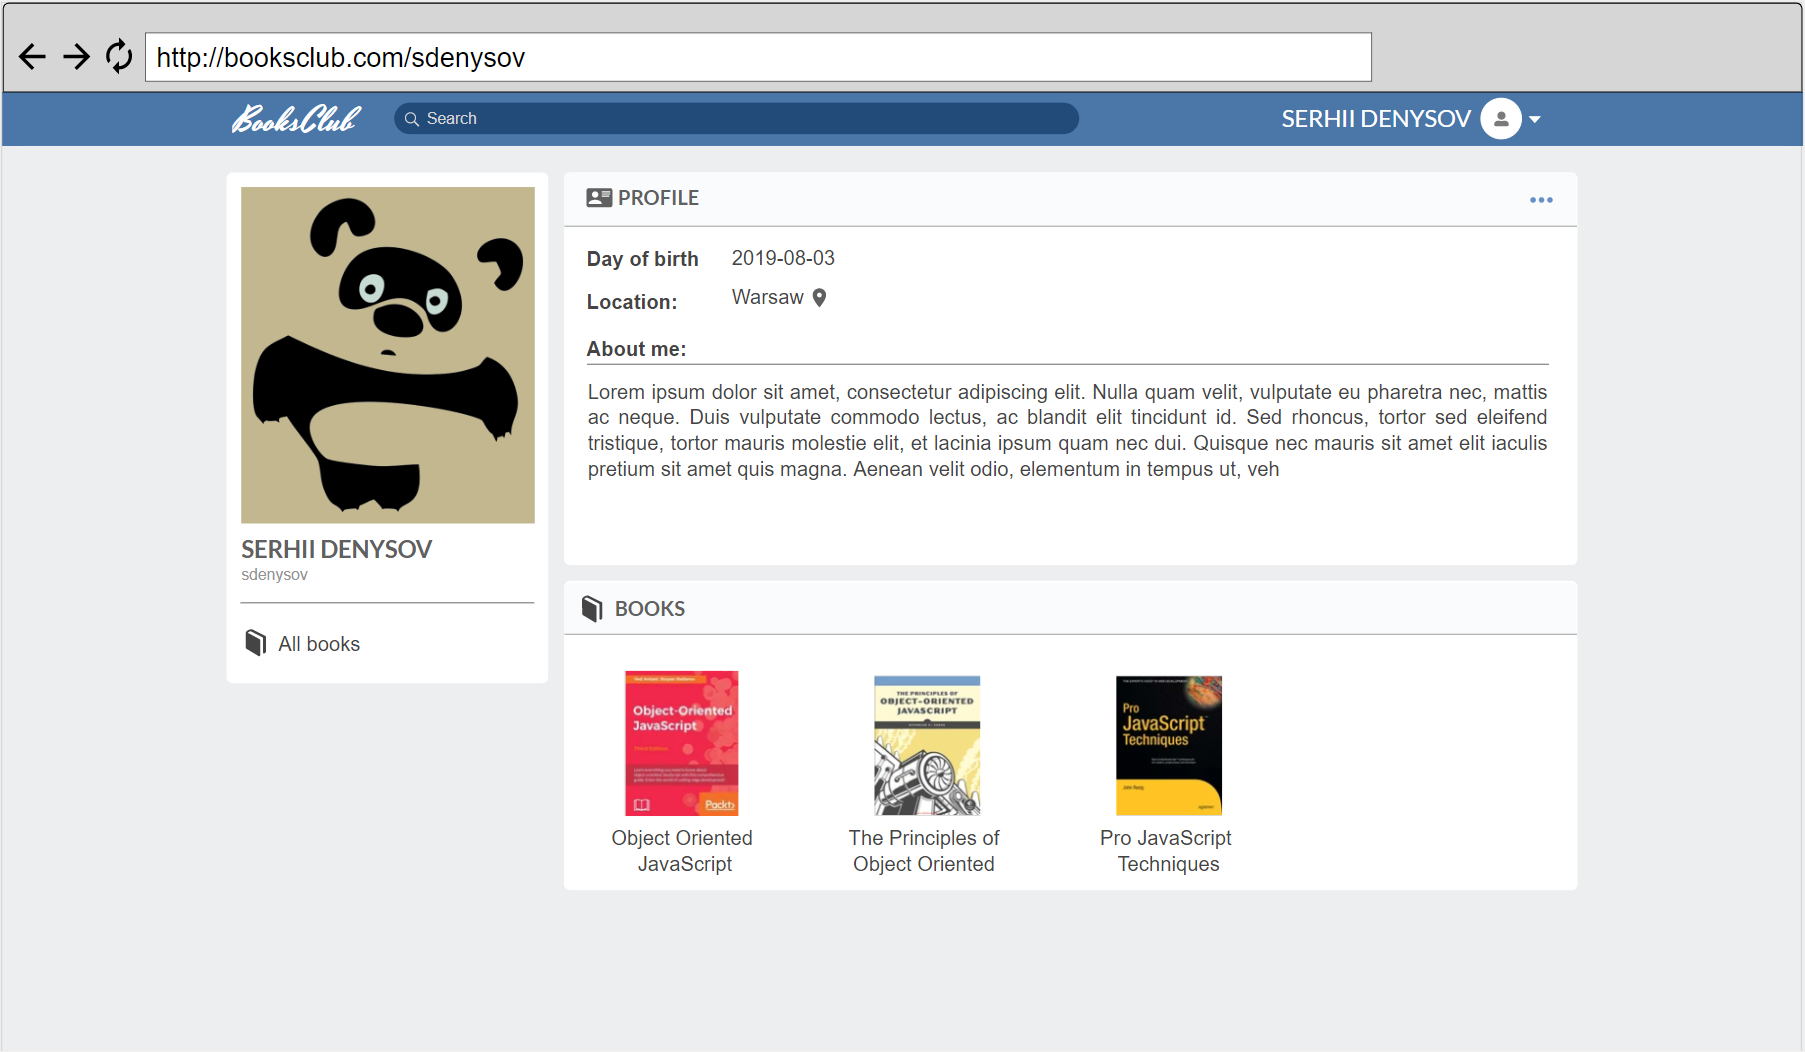 http://booksclub.com/sdenysov
BooksClub
Search
SERHII DENYSOV
PROFILE
Day of birth
2019-08-03
Location:
Warsaw
About me:
Lorem ipsum dolor sit amet, consectetur adipiscing elit. Nulla quam velit, vulputate eu pharetra nec, mattis
ac neque. Duis vulputate commodo lectus, ac blandit elit tincidunt id. Sed rhoncus, tortor sed eleifend
tristique, tortor mauris molestie elit, et lacinia ipsum quam nec dui. Quisque nec mauris sit amet elit iaculis
pretium sit amet quis magna. Aenean velit odio, elementum in tempus ut, veh
SERHII DENYSOV
sdenysov
All books
BOOKS
Object-Oriented
JavaScript
Third Edition
Packt>
Object Oriented
JavaScript
THE PRINCIPLES OF
OBJECT-ORIENTED
JAVASCRIPT
The Principles of
Object Oriented
Pro
JavaScript
Techniques
John Resig
Pro JavaScript
Techniques